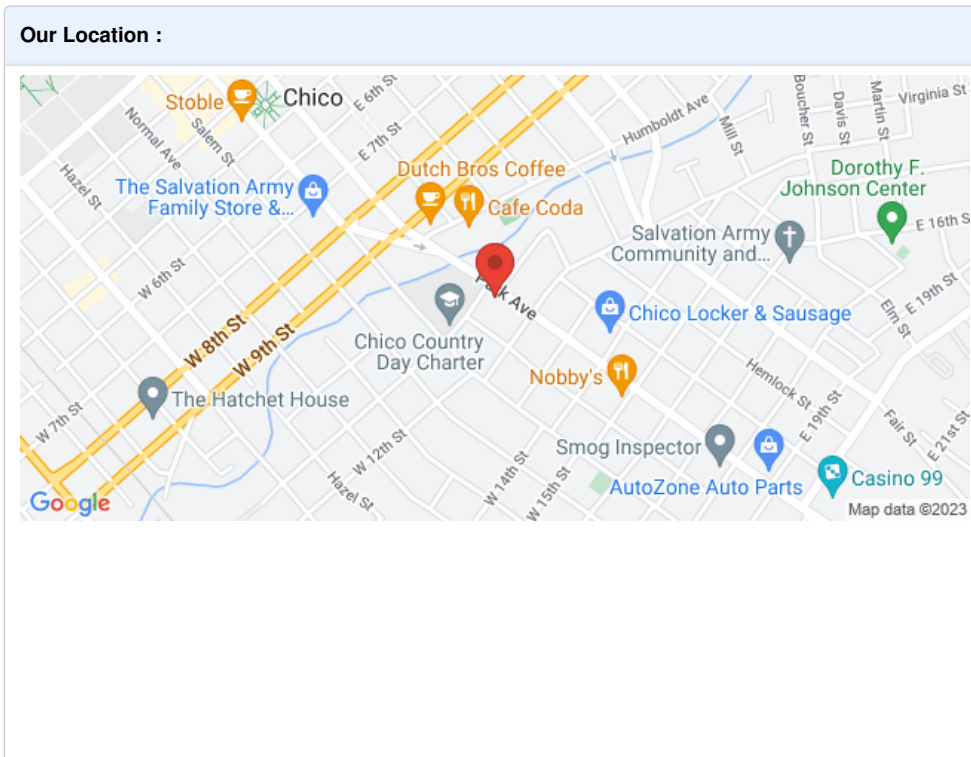 Our Location :
E 6th St
Stoble
Chico
Normal Ave
Salem St
E 7th St
Humboldt Ave
Mill St
Boucher St
Davis St
Martin St
Virginia St
Hazel St
Dutch Bros Coffee
The Salvation Army
Family Store &...
Cafe Coda
Dorothy F.
Johnson Center
E 16th S
Salvation Army
Community and...
W 6th St
Park Ave
E 19th St
Elm St
W 8th St
W 9th St
Chico Country
Day Charter
Chico Locker & Sausage
Nobby's
Hemlock St
The Hatchet House
W 7th St
E 19th St
Fair St
E 21st St
W 12th St
Smog Inspector
Hazel St
W 14th St
W 15th St
AutoZone Auto Parts
Casino 99
Google
Map data ©2023